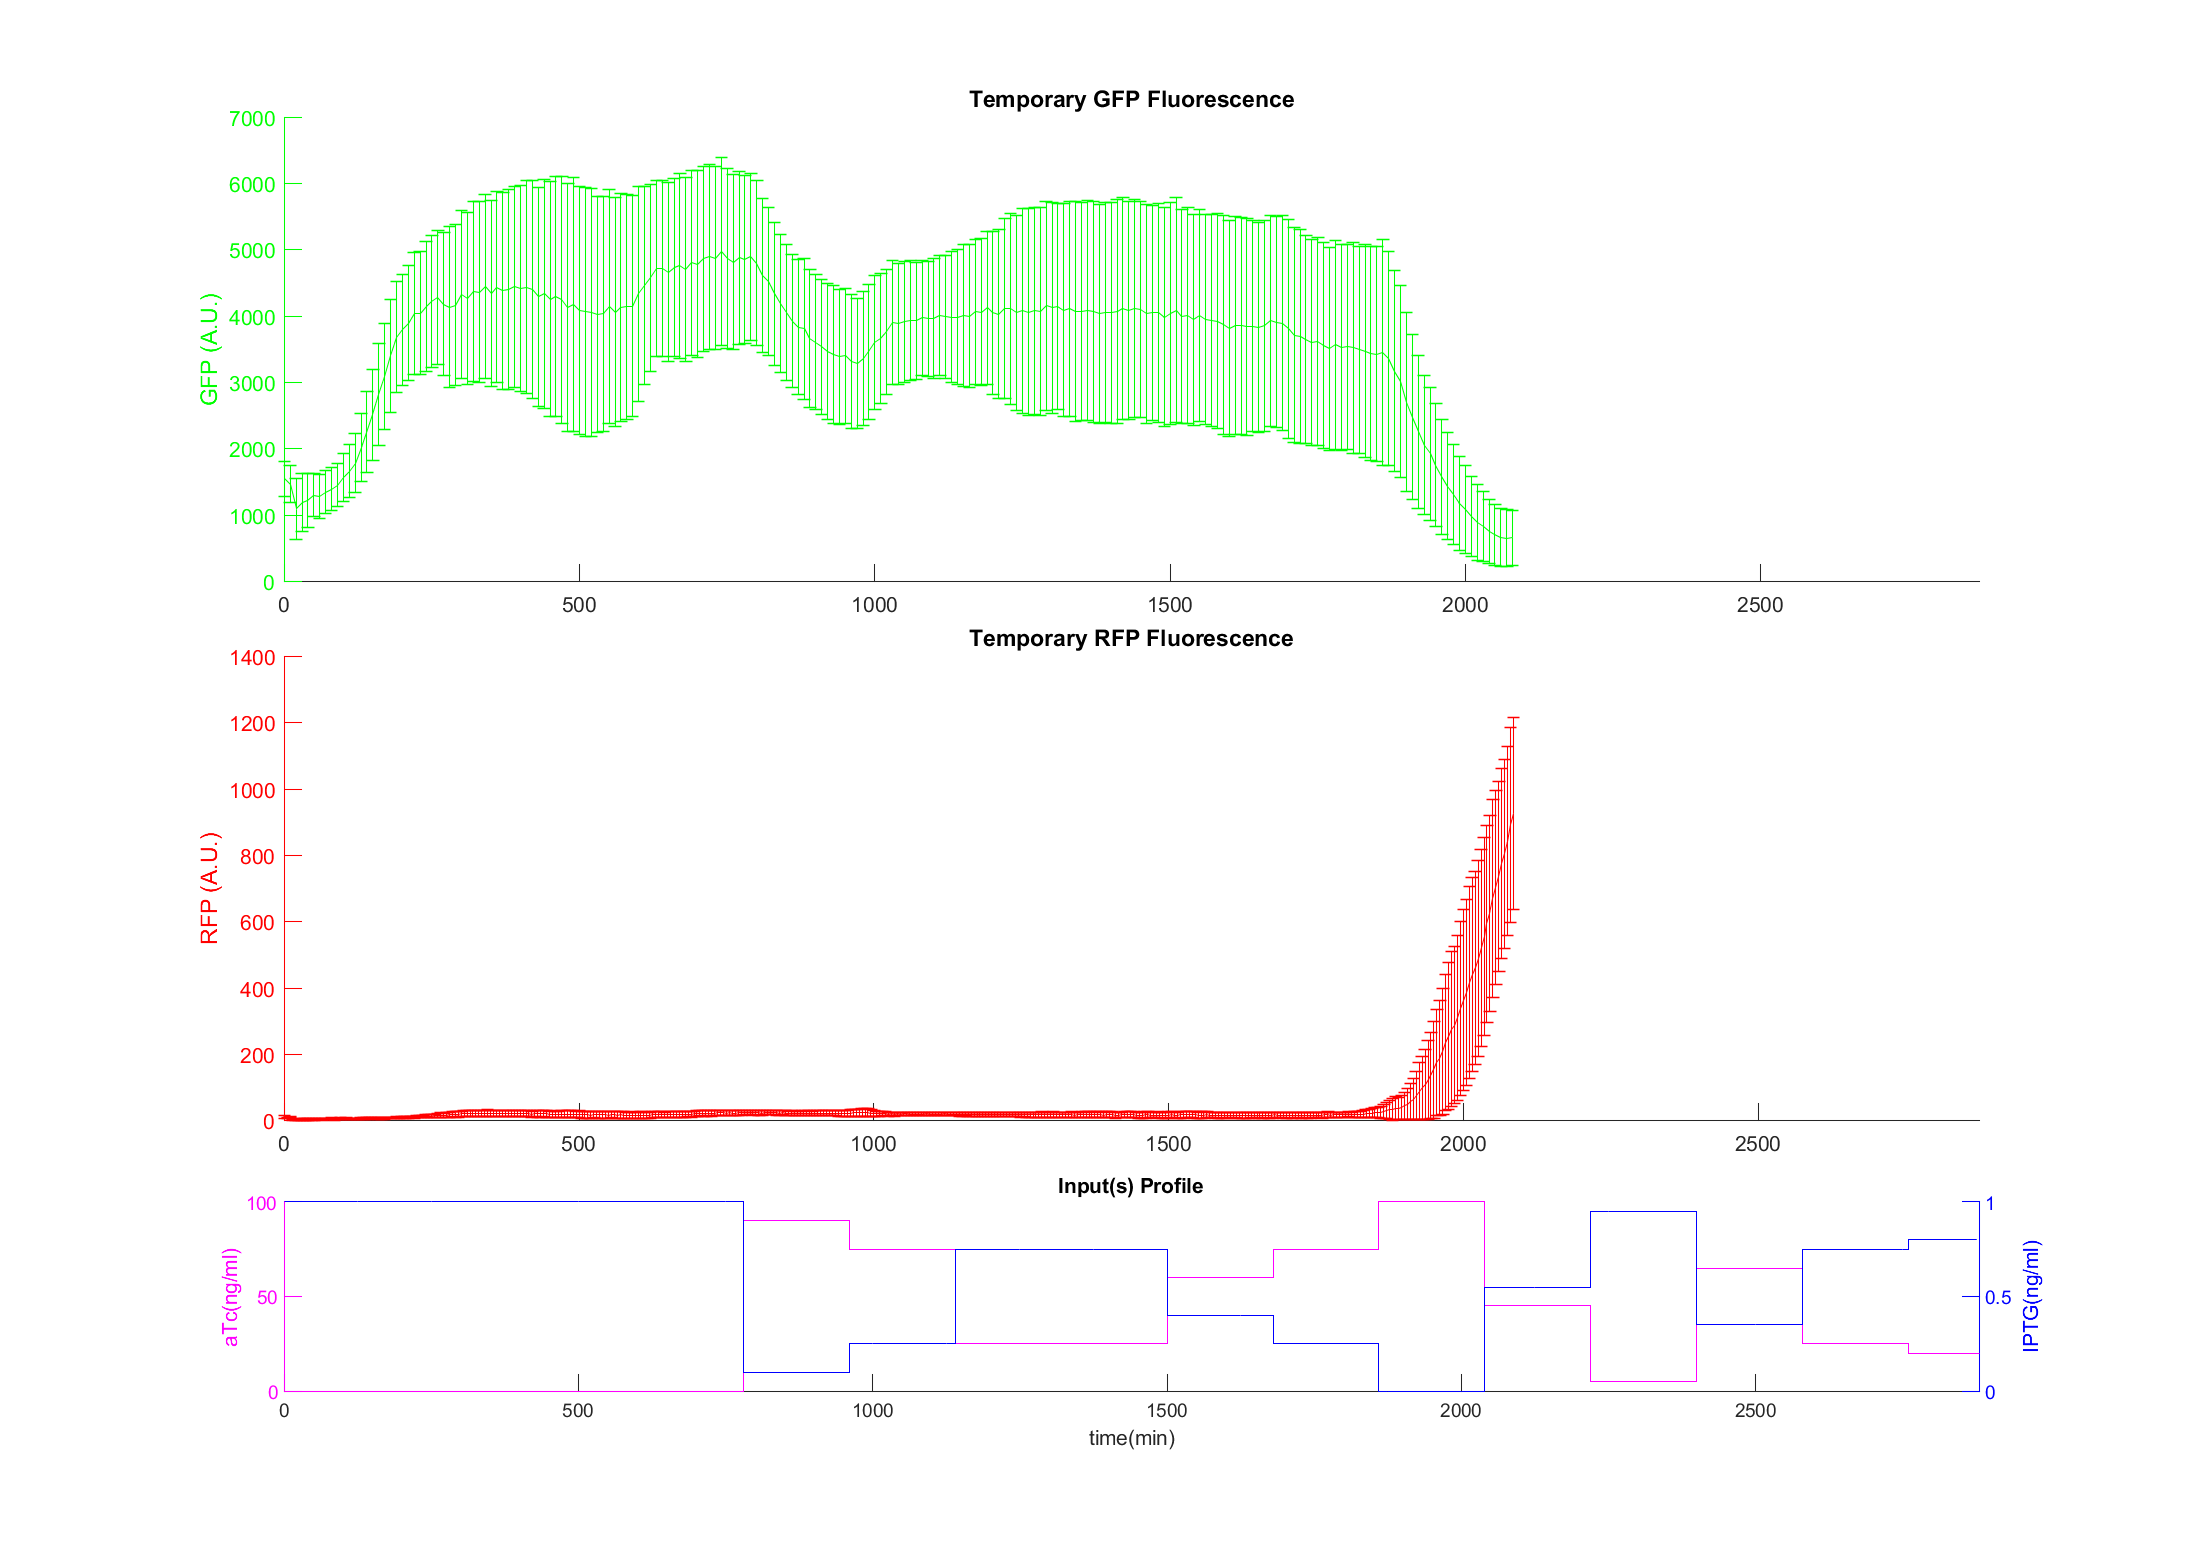 Temporary GFP Fluorescence
7000
6000
5000
4000
3000
2000
1000
0
GFP (A.U.)
0 500 1000 1500 2000 2500
Temporary RFP Fluorescence
1400
1200
1000
800
600
400
200
0
RFP (A.U.)
0 500 1000 1500 2000 2500
Input(s) Profile
100
50
0
aTc(ng/ml)
1
0.5
0
IPTG(ng/ml)
0 500 1000 1500 2000 2500
time(min)